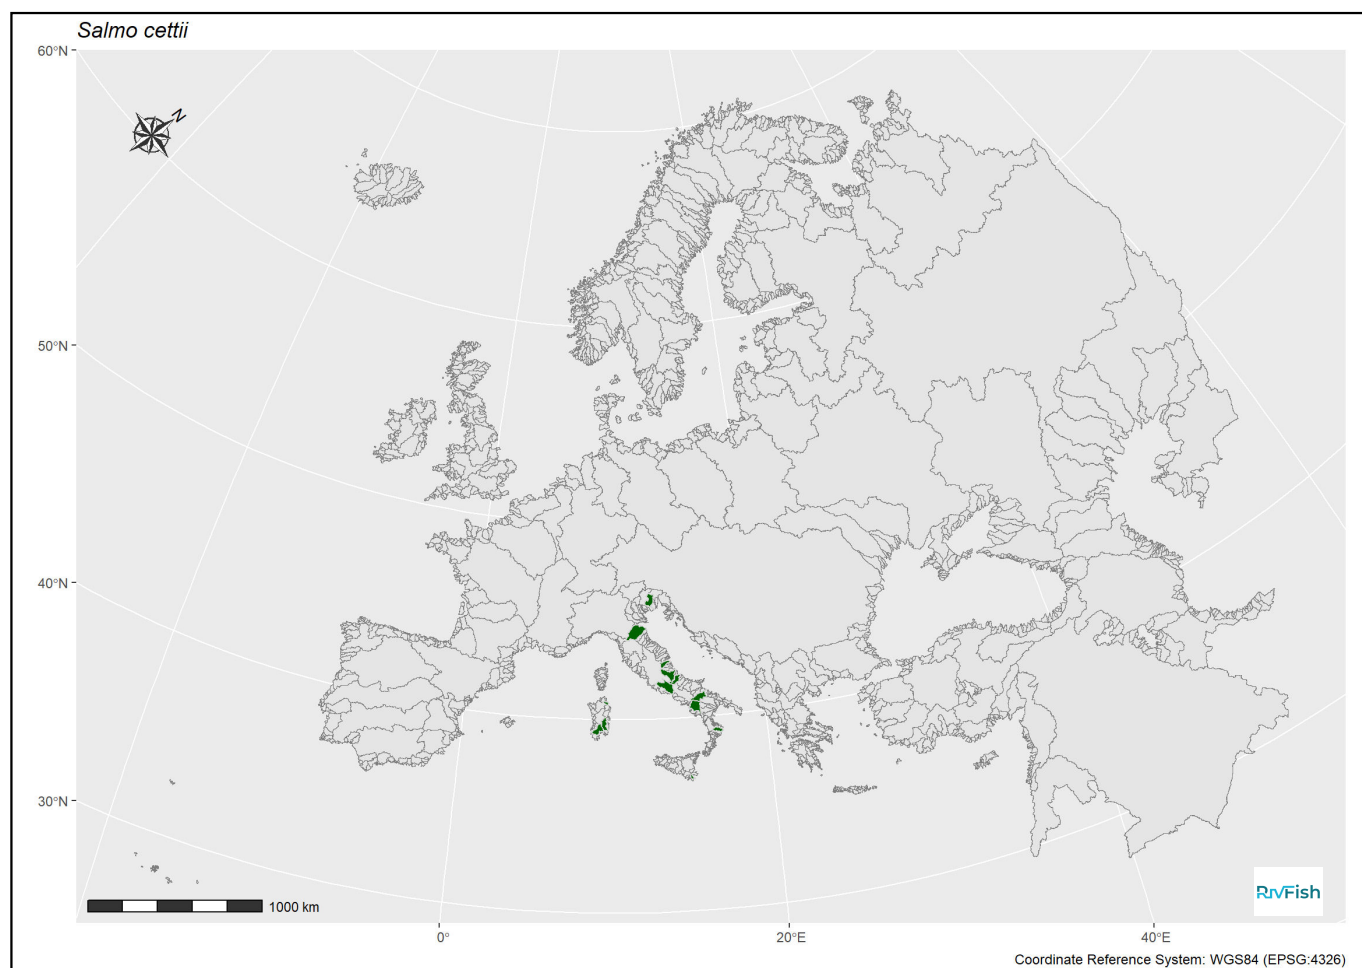 Salmo cettii
60°N
N
50°N
40°N
30°N
1000 km
RIVFish
0°
20°E
40°E
Coordinate Reference System: WGS84 (EPSG:4326)